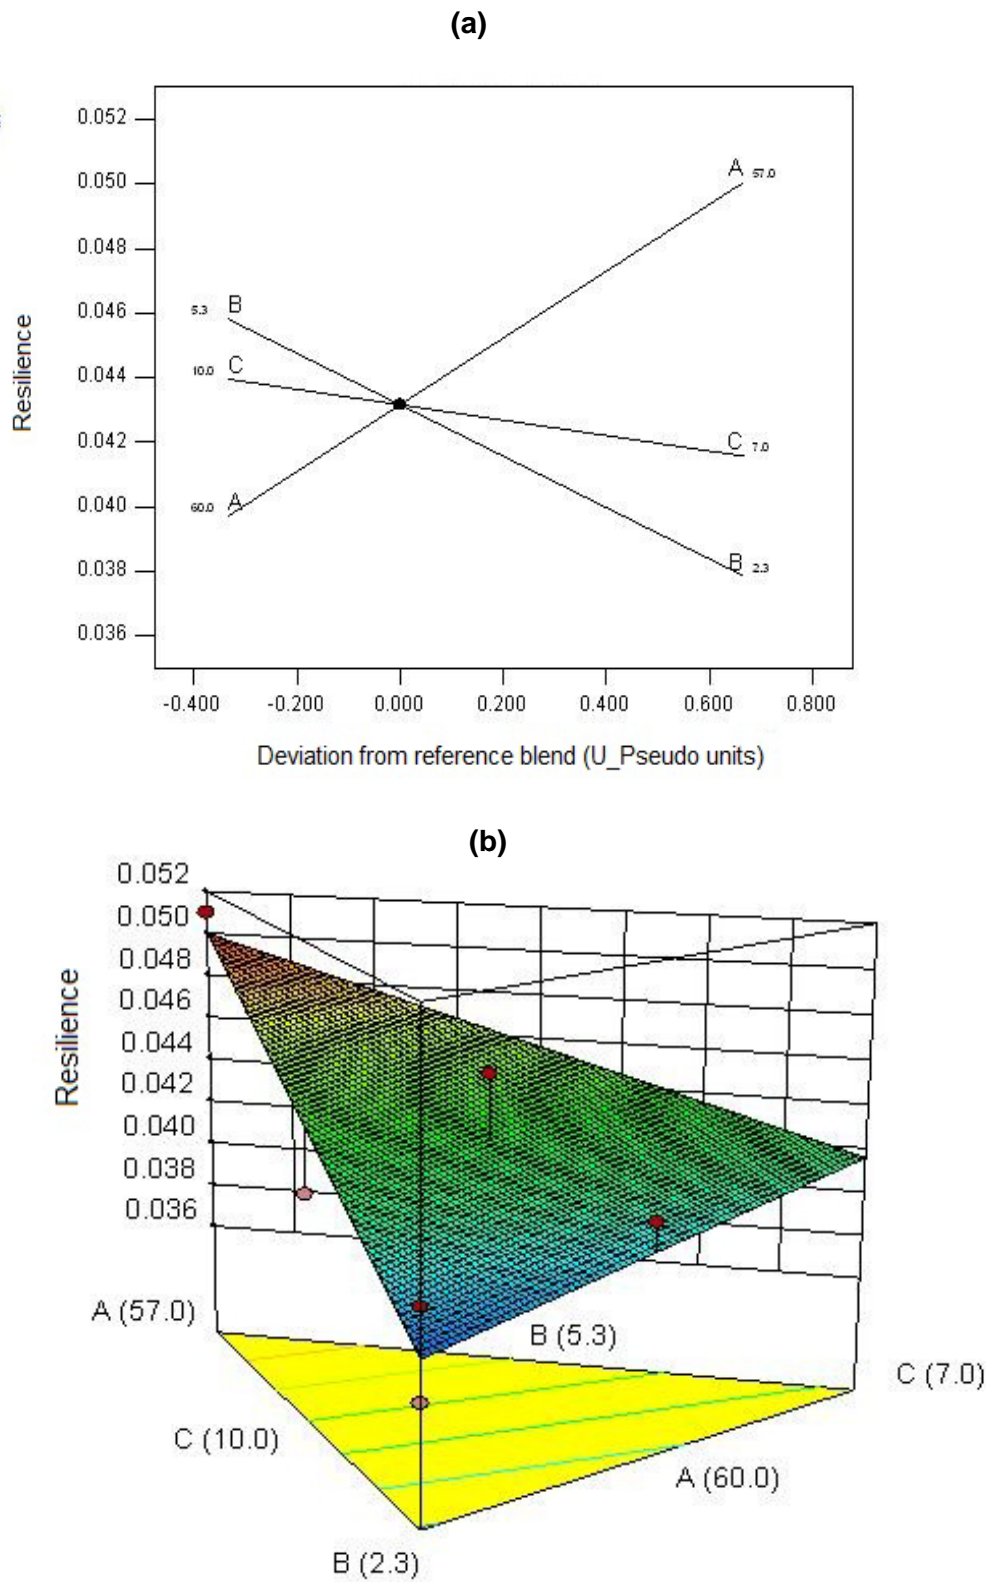 (a)
0.052
0.050
0.048
0.046
0.044
0.042
0.040
0.038
0.036
Resilience
A 57.0
5.3 B
10.0 C
C 7.0
60.0 A
B 2.3
-0.400 -0.200 0.000 0.200 0.400 0.600 0.800
Deviation from reference blend (U_Pseudo units)
(b)
0.052
0.050
0.048
0.046
0.044
0.042
0.040
0.038
0.036
Resilience
A (57.0)
B (5.3)
C (7.0)
C (10.0)
A (60.0)
B (2.3)